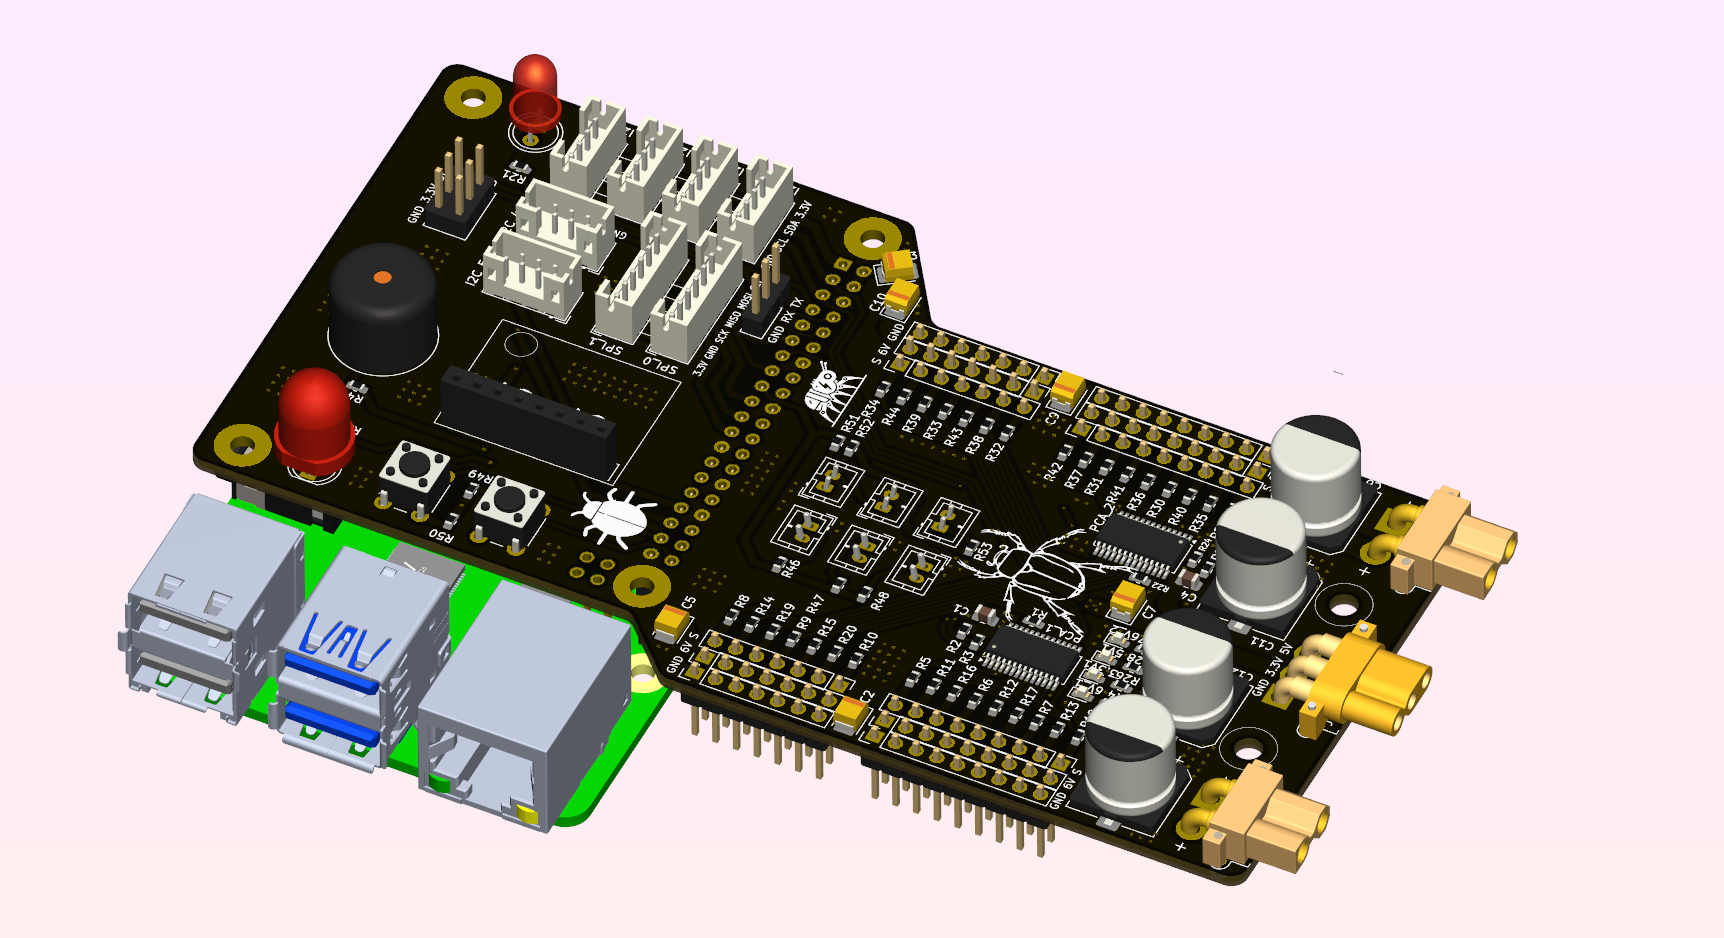 R21
GND 3.3V
SCL SDA 3.3V
I2C
SPI_1
SPI_0
3.3V GND SCK MISO MOSI
GND RX TX
C10
S 6V GND
C9
R51
R52
R34
R44
R39
R33
R43
R38
R32
R42
R37
R31
R41
R36
R30
R40
R35
PCA_2
R49
R50
R46
R48
R53
C5
R8
R14
R19
R9
R47
R15
R20
R10
GND 6V S
C2
C1
R1
PCA_1
R2
R3
R5
R11
R16
R6
R12
R17
R7
R13
R22
C4
C11
GND 3.3V 5V
GND 6V S
+
+